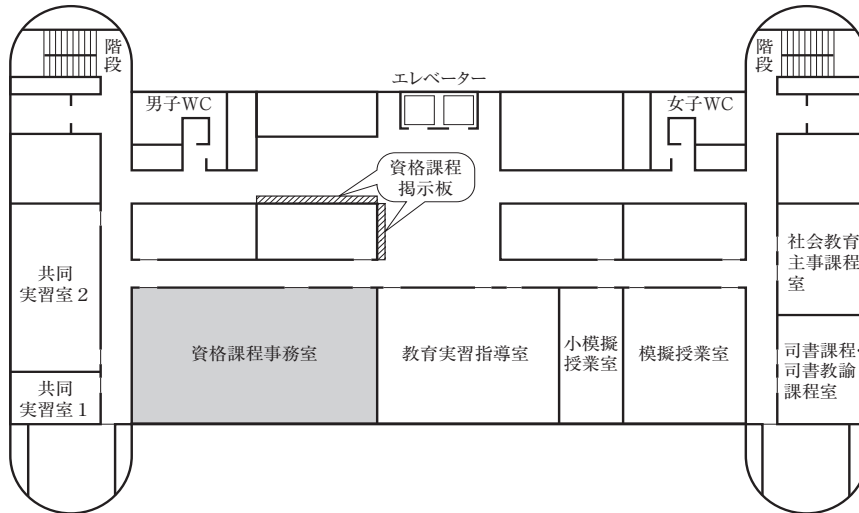 階
段
エレベーター
階
段
男子WC
女子WC
資格課程
掲示板
共同
実習室2
社会教育
主事課程
室
資格課程事務室
教育実習指導室
小模擬
授業室
模擬授業室
司書課程・
司書教諭
課程室
共同
実習室1